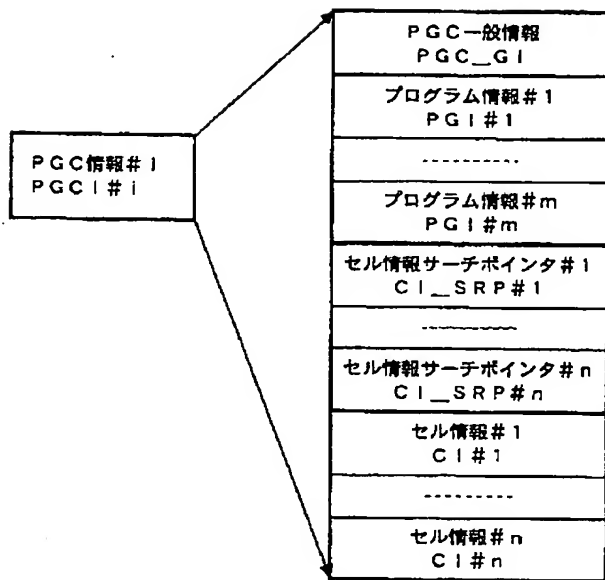 PGC情報#i
PGCI#i
PGC一般情報
PGC__GI
プログラム情報#1
PGI#1
----------
プログラム情報#m
PGI#m
セル情報サーチポインタ#1
CI__SRP#1
----------
セル情報サーチポインタ#n
CI__SRP#n
セル情報#1
CI#1
----------
セル情報#n
CI#n